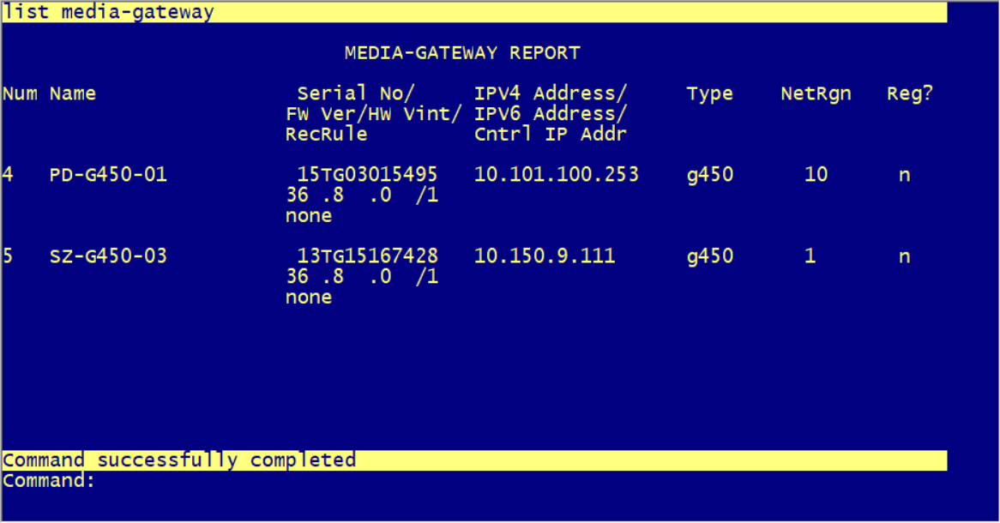 list media-gateway
MEDIA-GATEWAY REPORT
Num Name Serial No/ IPV4 Address/ Type NetRgn Reg?
FW Ver/HW Vint/ IPV6 Address/
RecRule Cntrl IP Addr
4 PD-G450-01 15TG03015495 10.101.100.253 g450 10 n
36 .8 .0 /1
none
5 SZ-G450-03 13TG15167428 10.150.9.111 g450 1 n
36 .8 .0 /1
none
Command successfully completed
Command: